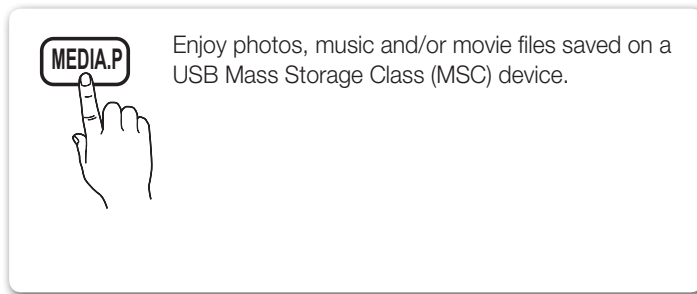 MEDIA.P
Enjoy photos, music and/or movie files saved on a
USB Mass Storage Class (MSC) device.